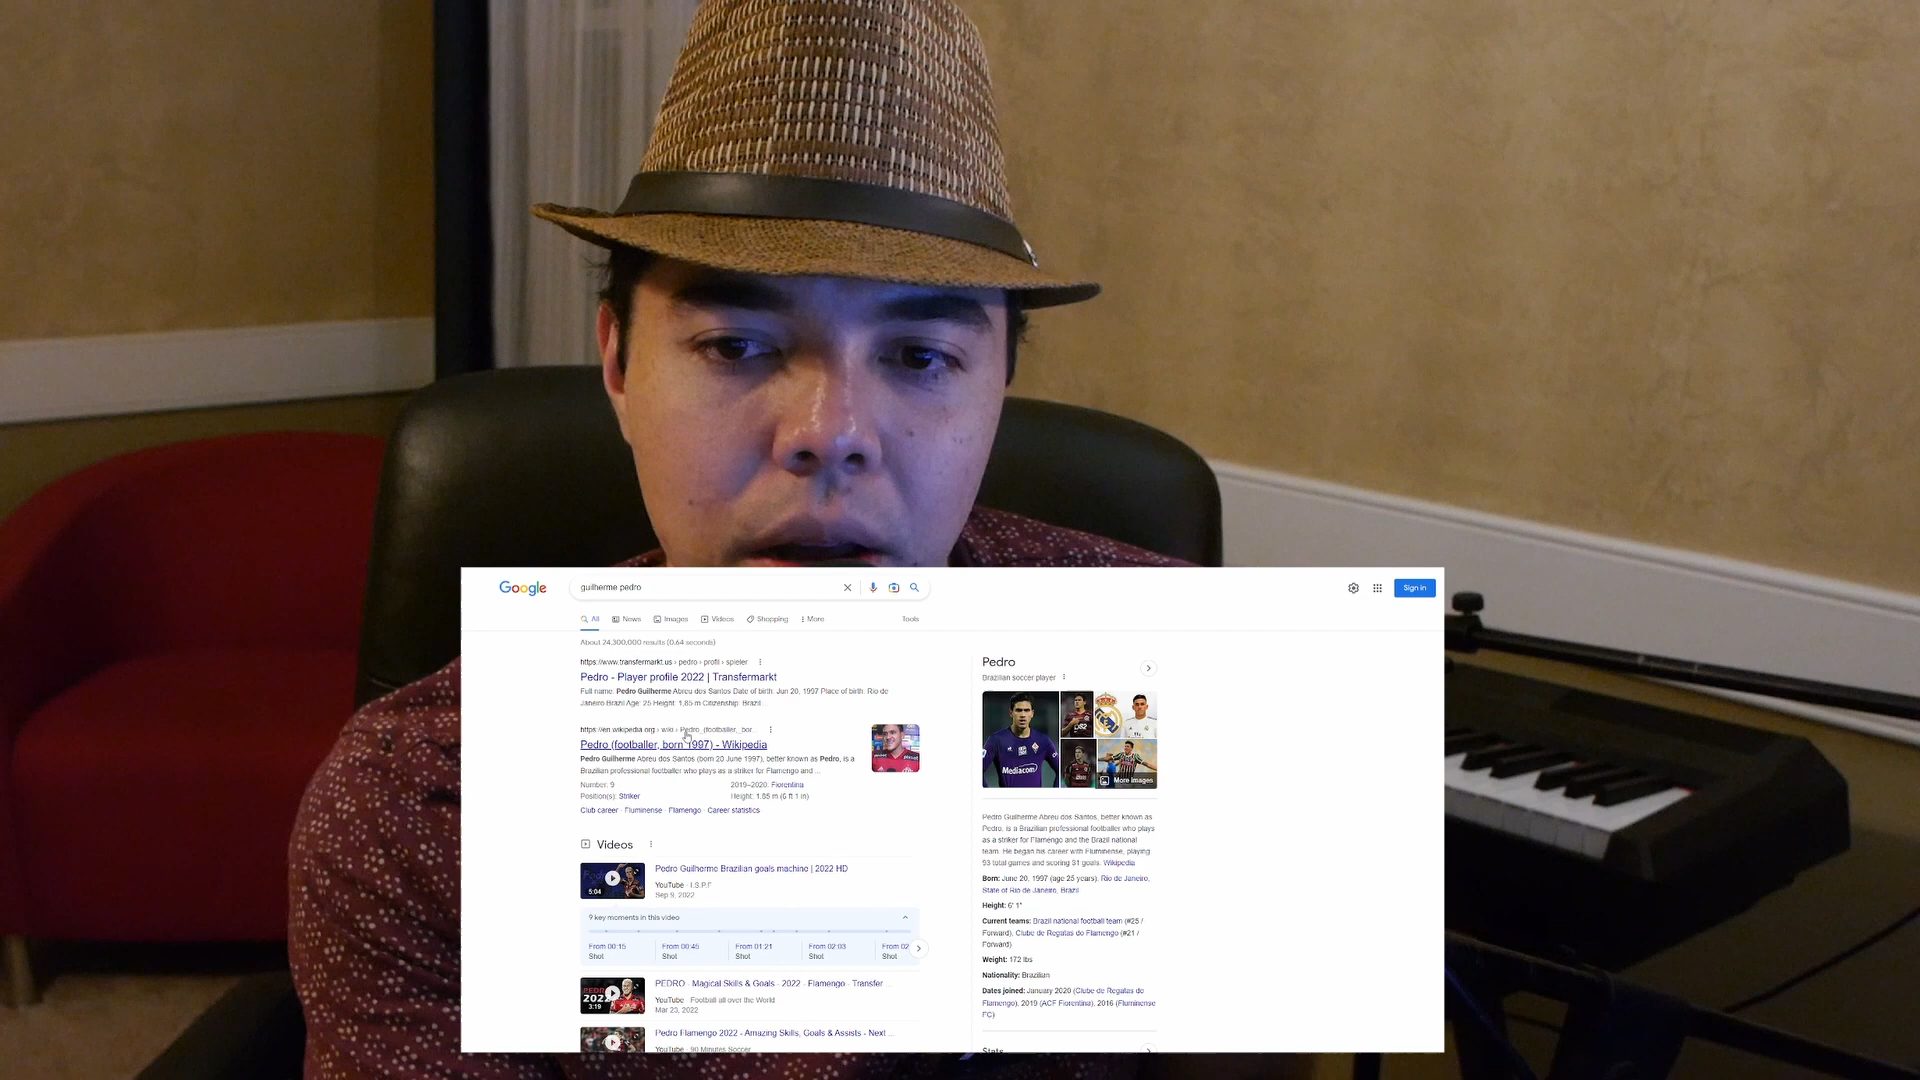 Google
guilherme pedro
Sign in
All
News
Images
Videos
Shopping
More
Tools
About 24,300,000 results (0.64 seconds)
https://www.transfermarkt.us › pedro › profil › spieler
Pedro - Player profile 2022 | Transfermarkt
Full name: Pedro Guilherme Abreu dos Santos Date of birth: Jun 20, 1997 Place of birth: Rio de
Janeiro Brazil Age: 25 Height: 1,85 m Citizenship: Brazil ...
https://en.wikipedia.org › wiki › Pedro_(footballer,_bor...
Pedro (footballer, born 1997) - Wikipedia
Pedro Guilherme Abreu dos Santos (born 20 June 1997), better known as Pedro, is a
Brazilian professional footballer who plays as a striker for Flamengo and ...
Number: 9
2019–2020: Fiorentina
Position(s): Striker
Height: 1.85 m (6 ft 1 in)
Club career · Fluminense · Flamengo · Career statistics
Videos
5:04
Pedro Guilherme Brazilian goals machine | 2022 HD
YouTube · I.S.P.F
Sep 9, 2022
9 key moments in this video
From 00:15
Shot
From 00:45
Shot
From 01:21
Shot
From 02:03
Shot
From 02
Shot
PEDRO
2022
3:19
PEDRO - Magical Skills & Goals - 2022 - Flamengo - Transfer ...
YouTube · Football all over the World
Mar 23, 2022
Pedro Flamengo 2022 - Amazing Skills, Goals & Assists - Next ...
YouTube · 90 Minutes Soccer
Pedro
Brazilian soccer player
Mediacom
More images
Pedro Guilherme Abreu dos Santos, better known as
Pedro, is a Brazilian professional footballer who plays
as a striker for Flamengo and the Brazil national
team. He began his career with Fluminense, playing
93 total games and scoring 31 goals. Wikipedia
Born: June 20, 1997 (age 25 years), Rio de Janeiro,
State of Rio de Janeiro, Brazil
Height: 6′ 1″
Current teams: Brazil national football team (#25 /
Forward), Clube de Regatas do Flamengo (#21 /
Forward)
Weight: 172 lbs
Nationality: Brazilian
Dates joined: January 2020 (Clube de Regatas do
Flamengo), 2019 (ACF Fiorentina), 2016 (Fluminense
FC)
Stats